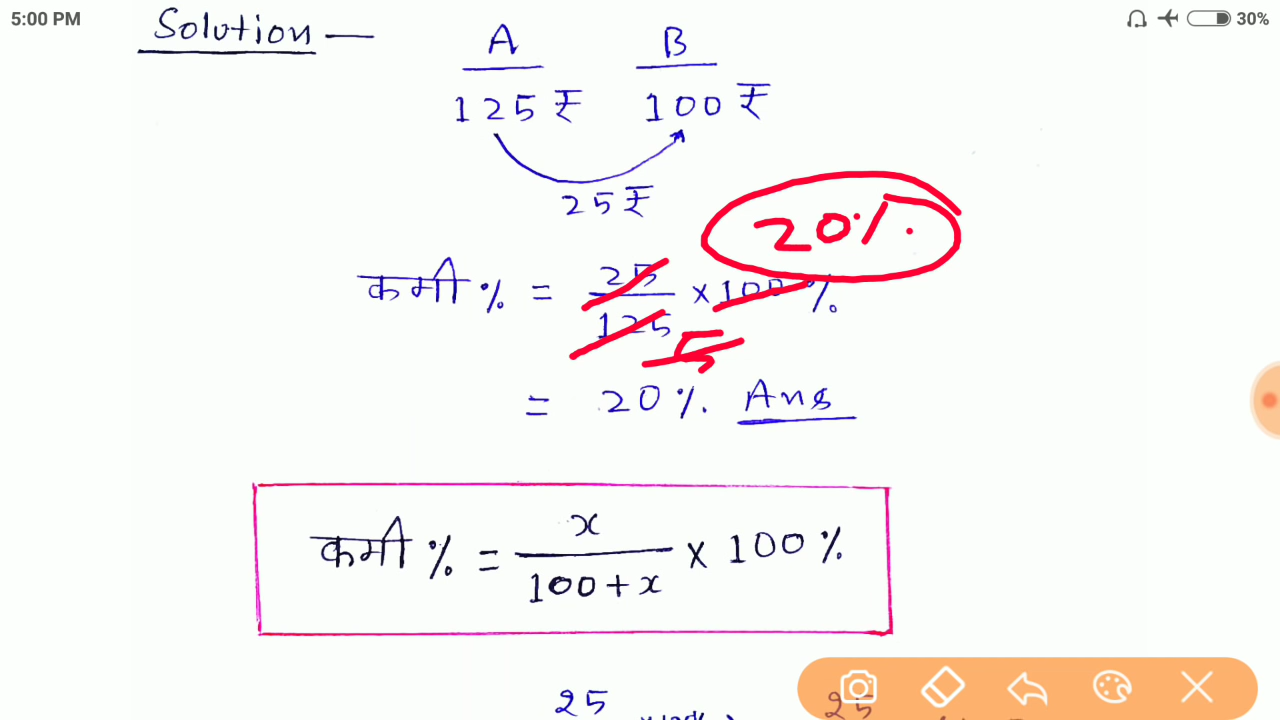 5:00 PM 30%
Solution —
A B
125 ₹ 100 ₹
25 ₹
20%.
कमी % = 25/125 × 100 %
5
= 20 %. Ans
कमी % = x/(100 + x) × 100 %
25 25